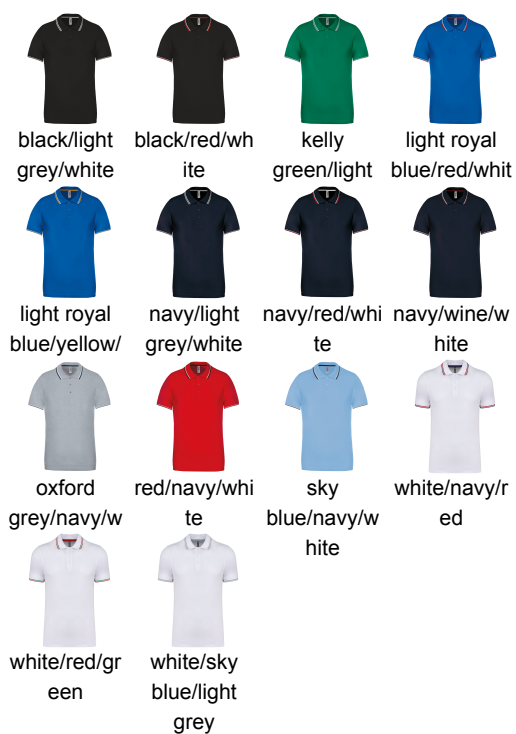 black/light
grey/white
black/red/wh
ite
kelly
green/light
light royal
blue/red/whit
light royal
blue/yellow/
navy/light
grey/white
navy/red/whi
te
navy/wine/w
hite
oxford
grey/navy/w
red/navy/whi
te
sky
blue/navy/w
hite
white/navy/r
ed
white/red/gr
een
white/sky
blue/light
grey